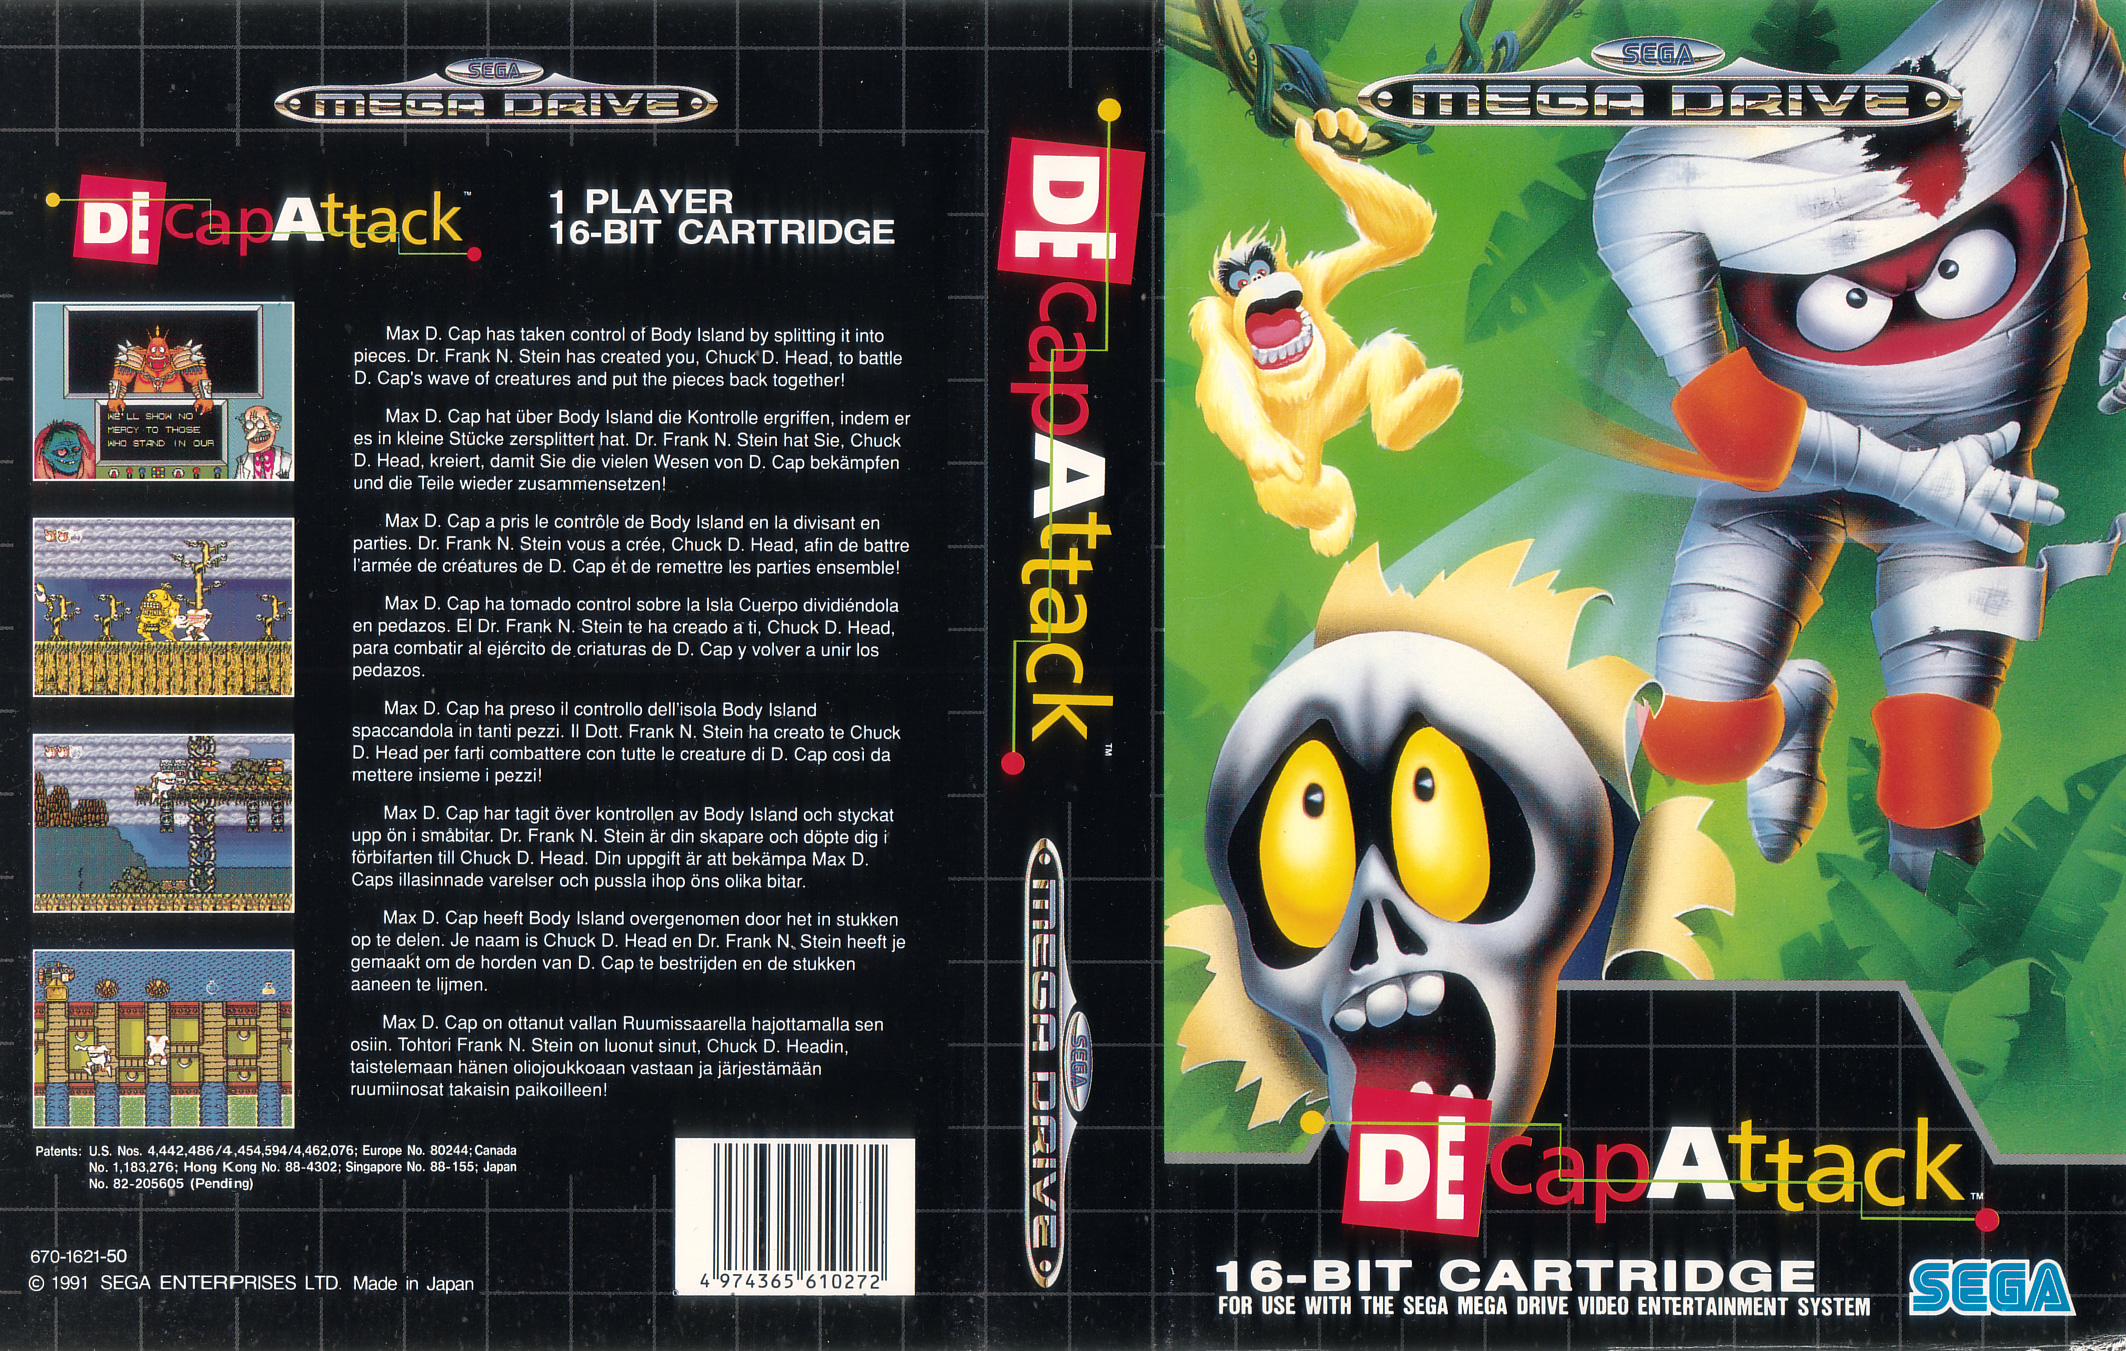 SEGA
MEGA DRIVE
DEcapAttack™
1 PLAYER
16-BIT CARTRIDGE
WE'LL SHOW NO
MERCY TO THOSE
WHO STAND IN OUR
Max D. Cap has taken control of Body Island by splitting it into
pieces. Dr. Frank N. Stein has created you, Chuck D. Head, to battle
D. Cap's wave of creatures and put the pieces back together!
Max D. Cap hat über Body Island die Kontrolle ergriffen, indem er
es in kleine Stücke zersplittert hat. Dr. Frank N. Stein hat Sie, Chuck
D. Head, kreiert, damit Sie die vielen Wesen von D. Cap bekämpfen
und die Teile wieder zusammensetzen!
Max D. Cap a pris le contrôle de Body Island en la divisant en
parties. Dr. Frank N. Stein vous a crée, Chuck D. Head, afin de battre
l'armée de créatures de D. Cap et de remettre les parties ensemble!
Max D. Cap ha tomado control sobre la Isla Cuerpo dividiéndola
en pedazos. El Dr. Frank N. Stein te ha creado a ti, Chuck D. Head,
para combatir al ejército de criaturas de D. Cap y volver a unir los
pedazos.
Max D. Cap ha preso il controllo dell'isola Body Island
spaccandola in tanti pezzi. Il Dott. Frank N. Stein ha creato te Chuck
D. Head per farti combattere con tutte le creature di D. Cap così da
mettere insieme i pezzi!
Max D. Cap har tagit över kontrollen av Body Island och styckat
upp ön i småbitar. Dr. Frank N. Stein är din skapare och döpte dig i
förbifarten till Chuck D. Head. Din uppgift är att bekämpa Max D.
Caps illasinnade varelser och pussla ihop öns olika bitar.
Max D. Cap heeft Body Island overgenomen door het in stukken
op te delen. Je naam is Chuck D. Head en Dr. Frank N. Stein heeft je
gemaakt om de horden van D. Cap te bestrijden en de stukken
aaneen te lijmen.
Max D. Cap on ottanut vallan Ruumissaarella hajottamalla sen
osiin. Tohtori Frank N. Stein on luonut sinut, Chuck D. Headin,
taistelemaan hänen oliojoukkoaan vastaan ja järjestämään
ruumiinosat takaisin paikoilleen!
Patents: U.S. Nos. 4,442,486/4,454,594/4,462,076; Europe No. 80244; Canada
No. 1,183,276; Hong Kong No. 88-4302; Singapore No. 88-155; Japan
No. 82-205605 (Pending)
670-1621-50
© 1991 SEGA ENTERPRISES LTD. Made in Japan
4 974365 610272
DEcapAttack™
SEGA
MEGA DRIVE
SEGA
MEGA DRIVE
DEcapAttack™
16-BIT CARTRIDGE
FOR USE WITH THE SEGA MEGA DRIVE VIDEO ENTERTAINMENT SYSTEM
SEGA